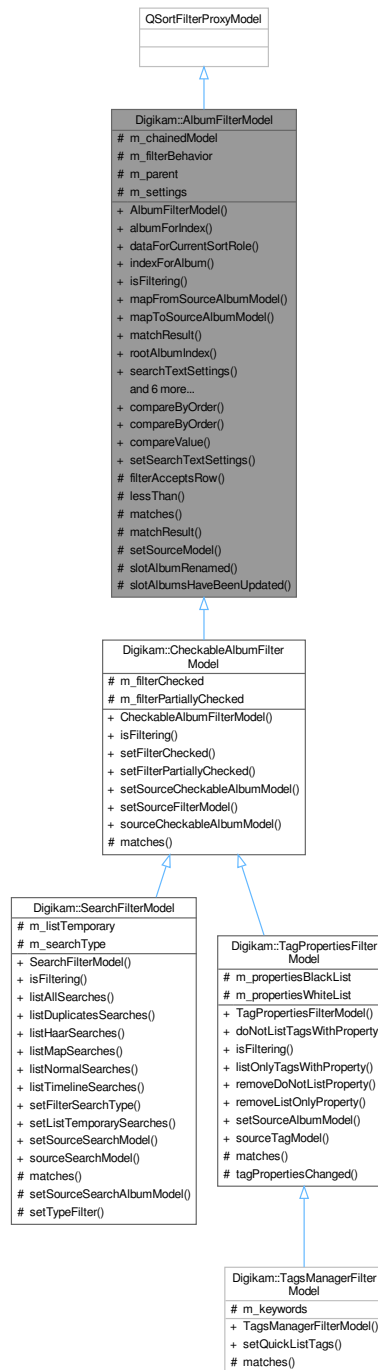 QSortFilterProxyModel
Digikam::AlbumFilterModel
# m_chainedModel
# m_filterBehavior
# m_parent
# m_settings
+ AlbumFilterModel()
+ albumForIndex()
+ dataForCurrentSortRole()
+ indexForAlbum()
+ isFiltering()
+ mapFromSourceAlbumModel()
+ mapToSourceAlbumModel()
+ matchResult()
+ rootAlbumIndex()
+ searchTextSettings()
and 6 more...
+ compareByOrder()
+ compareByOrder()
+ compareValue()
+ setSearchTextSettings()
# filterAcceptsRow()
# lessThan()
# matches()
# matchResult()
# setSourceModel()
# slotAlbumRenamed()
# slotAlbumsHaveBeenUpdated()
Digikam::CheckableAlbumFilter
Model
# m_filterChecked
# m_filterPartiallyChecked
+ CheckableAlbumFilterModel()
+ isFiltering()
+ setFilterChecked()
+ setFilterPartiallyChecked()
+ setSourceCheckableAlbumModel()
+ setSourceFilterModel()
+ sourceCheckableAlbumModel()
# matches()
Digikam::SearchFilterModel
# m_listTemporary
# m_searchType
+ SearchFilterModel()
+ isFiltering()
+ listAllSearches()
+ listDuplicatesSearches()
+ listHaarSearches()
+ listMapSearches()
+ listNormalSearches()
+ listTimelineSearches()
+ setFilterSearchType()
+ setListTemporarySearches()
+ setSourceSearchModel()
+ sourceSearchModel()
# matches()
# setSourceSearchAlbumModel()
# setTypeFilter()
Digikam::TagPropertiesFilter
Model
# m_propertiesBlackList
# m_propertiesWhiteList
+ TagPropertiesFilterModel()
+ doNotListTagsWithProperty
+ isFiltering()
+ listOnlyTagsWithProperty()
+ removeDoNotListProperty()
+ removeListOnlyProperty()
+ setSourceAlbumModel()
+ sourceTagModel()
# matches()
# tagPropertiesChanged()
Digikam::TagsManagerFilter
Model
# m_keywords
+ TagsManagerFilterModel()
+ setQuickListTags()
# matches()